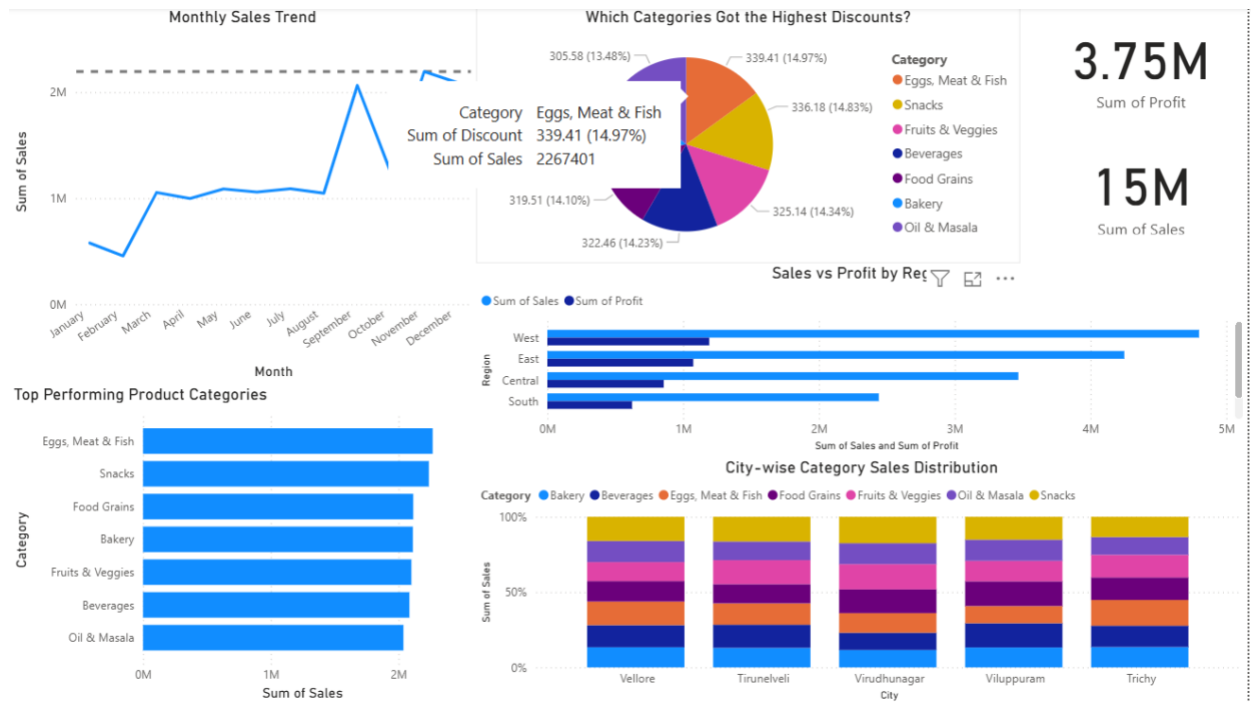 Monthly Sales Trend
Sum of Sales
2M
1M
0M
January
February
March
April
May
June
July
August
September
October
November
December
Month
Which Categories Got the Highest Discounts?
305.58 (13.48%)
339.41 (14.97%)
336.18 (14.83%)
325.14 (14.34%)
322.46 (14.23%)
319.51 (14.10%)
Category Eggs, Meat & Fish
Sum of Discount 339.41 (14.97%)
Sum of Sales 2267401
Category
Eggs, Meat & Fish
Snacks
Fruits & Veggies
Beverages
Food Grains
Bakery
Oil & Masala
3.75M
Sum of Profit
15M
Sum of Sales
Sales vs Profit by Reg
Sum of Sales Sum of Profit
Region
West
East
Central
South
0M 1M 2M 3M 4M 5M
Sum of Sales and Sum of Profit
Top Performing Product Categories
Category
Eggs, Meat & Fish
Snacks
Food Grains
Bakery
Fruits & Veggies
Beverages
Oil & Masala
0M 1M 2M
Sum of Sales
City-wise Category Sales Distribution
Category Bakery Beverages Eggs, Meat & Fish Food Grains Fruits & Veggies Oil & Masala Snacks
Sum of Sales
100%
50%
0%
Vellore Tirunelveli Virudhunagar Viluppuram Trichy
City